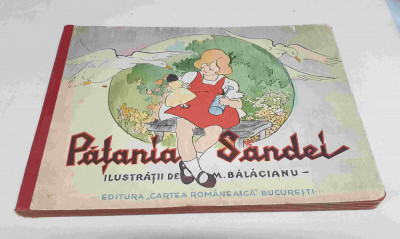 Pățania Sandei
ILUSTRAȚII DE M. BĂLĂCIANU –
EDITURA „CARTEA ROMÂNEASCĂ" BUCUREȘTI